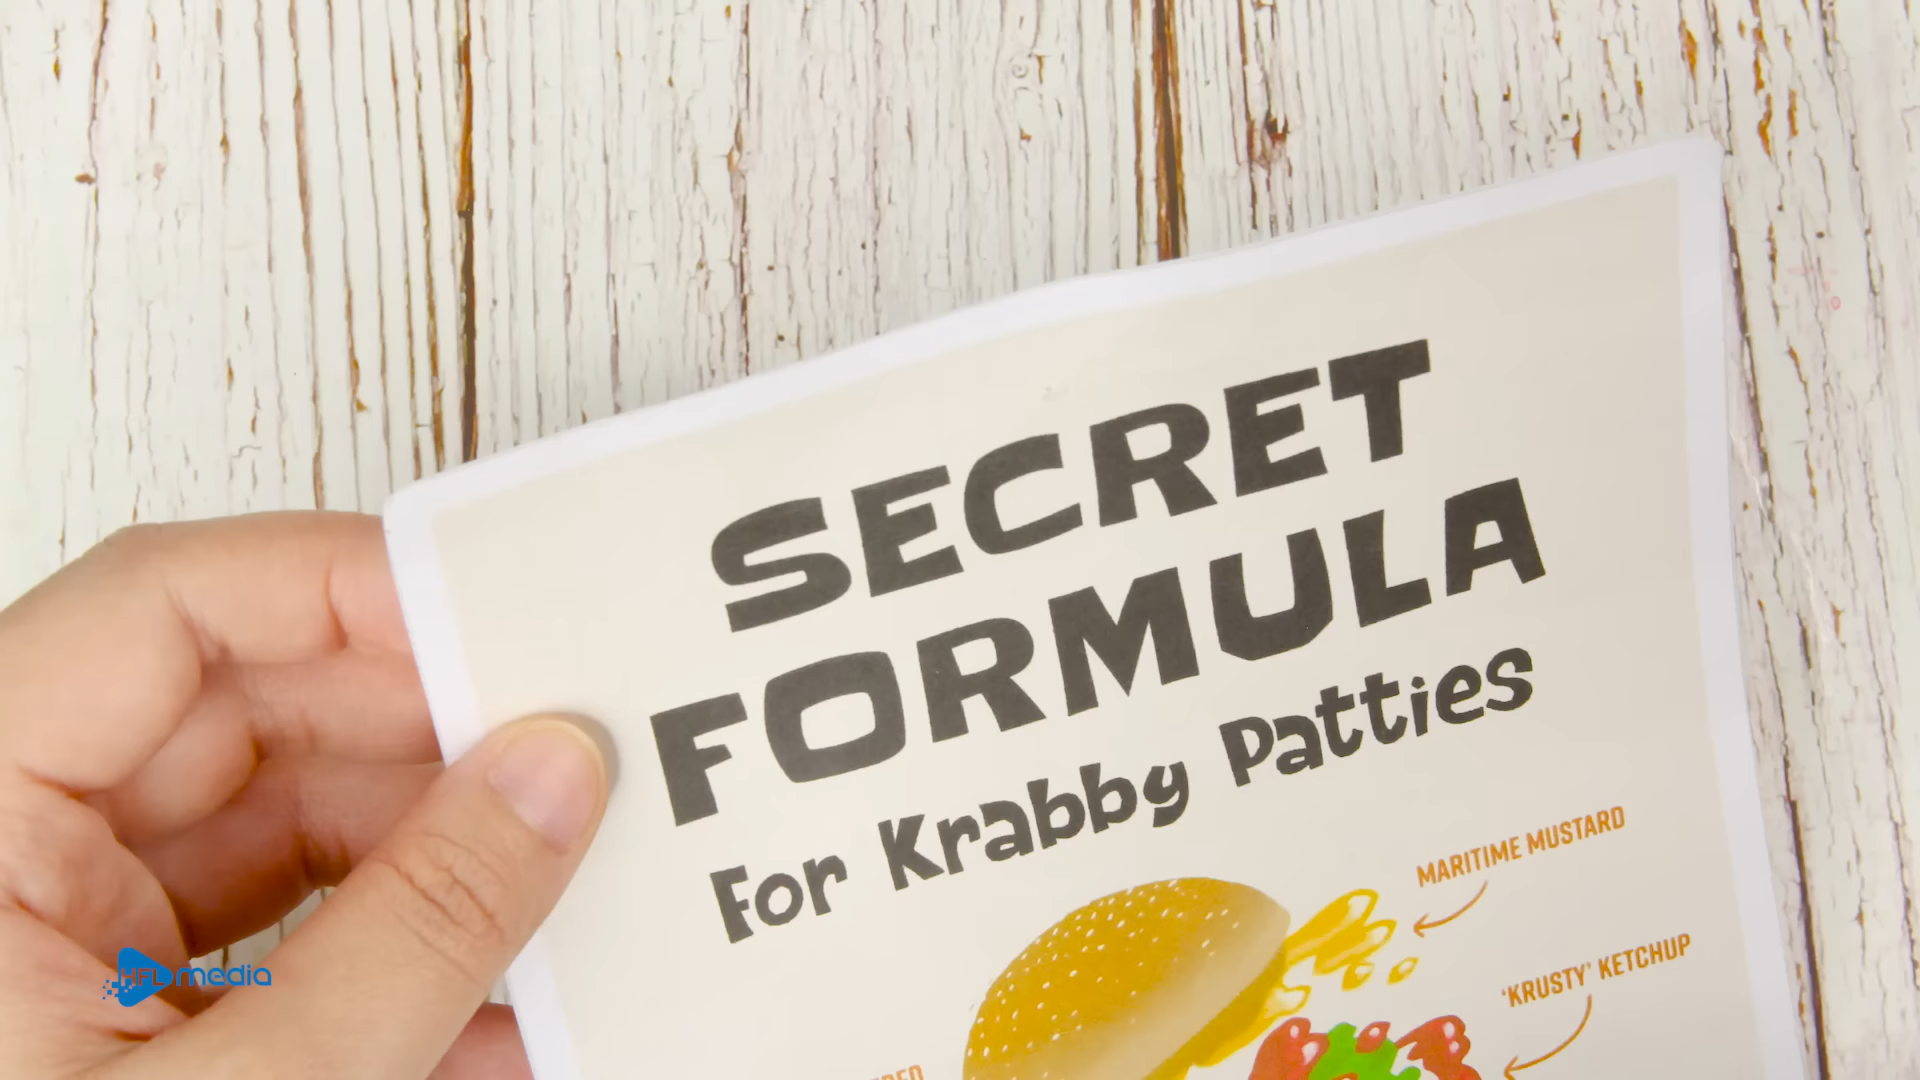 SECRET
FORMULA
For Krabby Patties
MARITIME MUSTARD
'KRUSTY' KETCHUP
HFL media